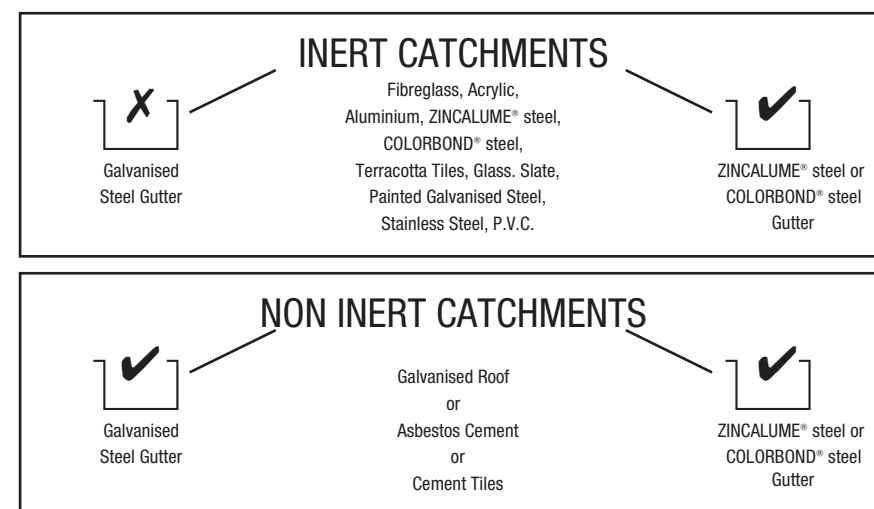 INERT CATCHMENTS
✗
Galvanised
Steel Gutter
Fibreglass, Acrylic,
Aluminium, ZINCALUME® steel,
COLORBOND® steel,
Terracotta Tiles, Glass. Slate,
Painted Galvanised Steel,
Stainless Steel, P.V.C.
✔
ZINCALUME® steel or
COLORBOND® steel
Gutter
NON INERT CATCHMENTS
✔
Galvanised
Steel Gutter
Galvanised Roof
or
Asbestos Cement
or
Cement Tiles
✔
ZINCALUME® steel or
COLORBOND® steel
Gutter